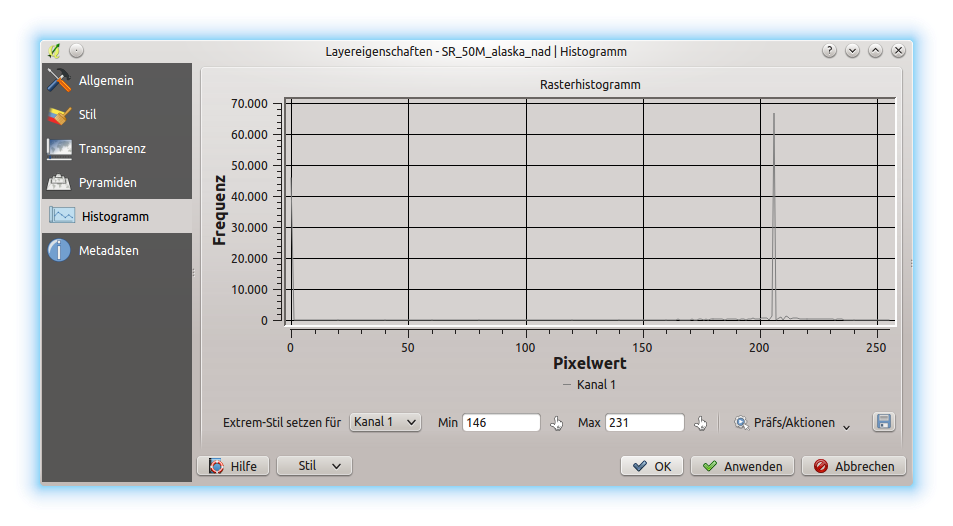 Layereigenschaften - SR_50M_alaska_nad | Histogramm
Allgemein
Stil
Transparenz
Pyramiden
Histogramm
Metadaten
Rasterhistogramm
70.000
60.000
50.000
40.000
30.000
20.000
10.000
0
Frequenz
0 50 100 150 200 250
Pixelwert
Kanal 1
Extrem-Stil setzen für Kanal 1 Min 146 Max 231 Präfs/Aktionen
Hilfe Stil OK Anwenden Abbrechen